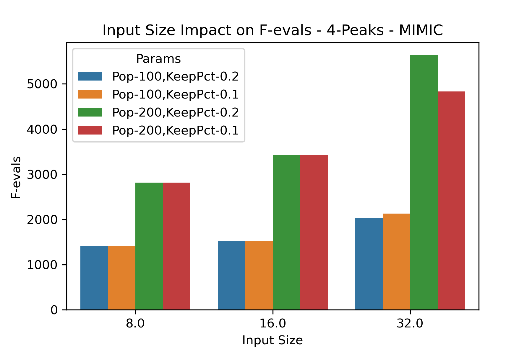 Input Size Impact on F-evals - 4-Peaks - MIMIC
Params
Pop-100,KeepPct-0.2
Pop-100,KeepPct-0.1
Pop-200,KeepPct-0.2
Pop-200,KeepPct-0.1
F-evals
5000
4000
3000
2000
1000
0
8.0
16.0
32.0
Input Size